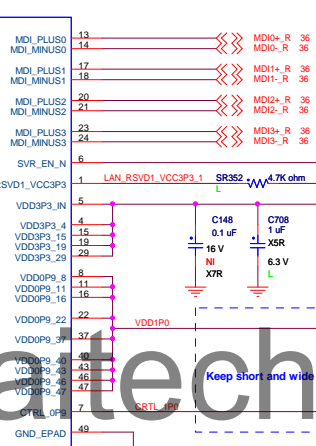 MDI_PLUS0 13 MDI0+_R 36
MDI_MINUS0 14 MDI0-_R 36
MDI_PLUS1 17 MDI1+_R 36
MDI_MINUS1 18 MDI1-_R 36
MDI_PLUS2 20 MDI2+_R 36
MDI_MINUS2 21 MDI2-_R 36
MDI_PLUS3 23 MDI3+_R 36
MDI_MINUS3 24 MDI3-_R 36
SVR_EN_N 6
RSVD1_VCC3P3 1 LAN_RSVD1_VCC3P3_1 SR352 4.7K ohm
L
VDD3P3_IN 5
VDD3P3_4 4
VDD3P3_15 15
VDD3P3_19 19
VDD3P3_29 29
C148
0.1 uF
16 V
NI
X7R
C708
1 uF
X5R
6.3 V
L
VDD0P9_8 8
VDD0P9_11 11
VDD0P9_16 16
VDD0P9_22 22
VDD1P0
VDD0P9_37 37
VDD0P9_40 40
VDD0P9_43 43
VDD0P9_46 46
VDD0P9_47 47
Keep short and wide
CTRL_0P9 7 CRTL_1P0
GND_EPAD 49
altech